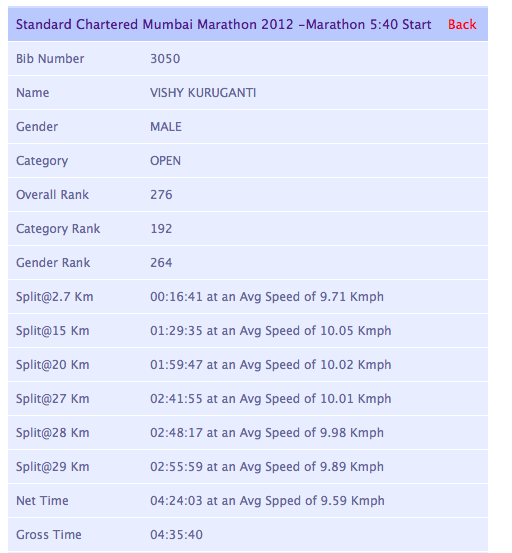 Standard Chartered Mumbai Marathon 2012 -Marathon 5:40 Start Back
Bib Number 3050
Name VISHY KURUGANTI
Gender MALE
Category OPEN
Overall Rank 276
Category Rank 192
Gender Rank 264
Split@2.7 Km 00:16:41 at an Avg Speed of 9.71 Kmph
Split@15 Km 01:29:35 at an Avg Speed of 10.05 Kmph
Split@20 Km 01:59:47 at an Avg Speed of 10.02 Kmph
Split@27 Km 02:41:55 at an Avg Speed of 10.01 Kmph
Split@28 Km 02:48:17 at an Avg Speed of 9.98 Kmph
Split@29 Km 02:55:59 at an Avg Speed of 9.89 Kmph
Net Time 04:24:03 at an Avg Spped of 9.59 Kmph
Gross Time 04:35:40